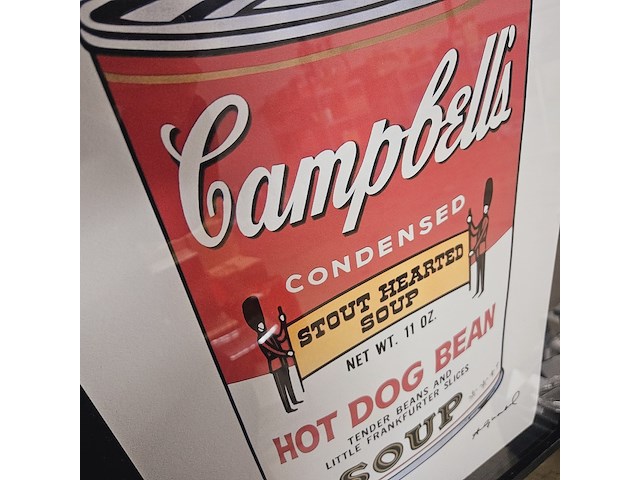 Campbell's
CONDENSED
STOUT HEARTED
SOUP
NET WT. 11 OZ.
HOT DOG BEAN
TENDER BEANS AND
LITTLE FRANKFURTER SLICES
SOUP